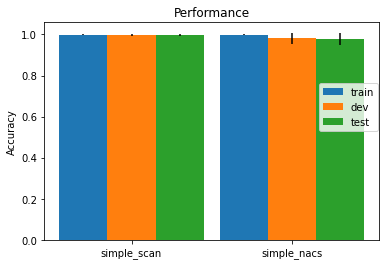 Performance
Accuracy
1.0
0.8
0.6
0.4
0.2
0.0
train
dev
test
simple_scan
simple_nacs